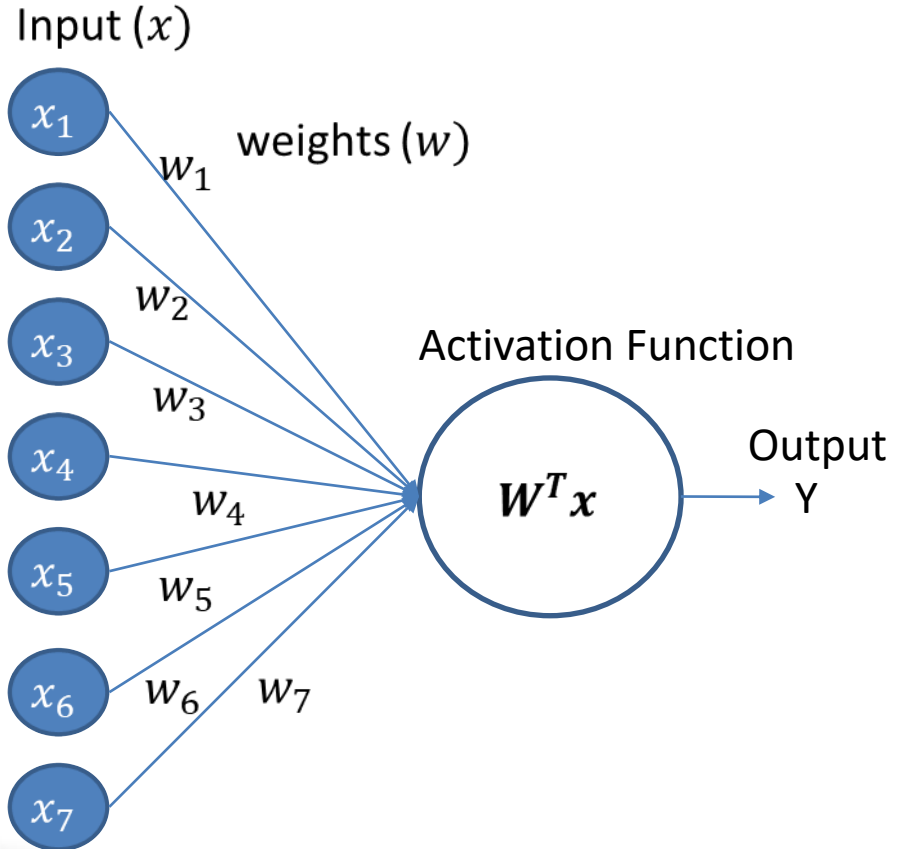 Input (𝑥)
𝑥₁
weights (𝑤)
𝑤₁
𝑥₂
𝑤₂
𝑥₃
Activation Function
𝑤₃
𝑥₄
Output
𝑾ᵀ𝒙
Y
𝑤₄
𝑥₅
𝑤₅
𝑥₆
𝑤₆
𝑤₇
𝑥₇